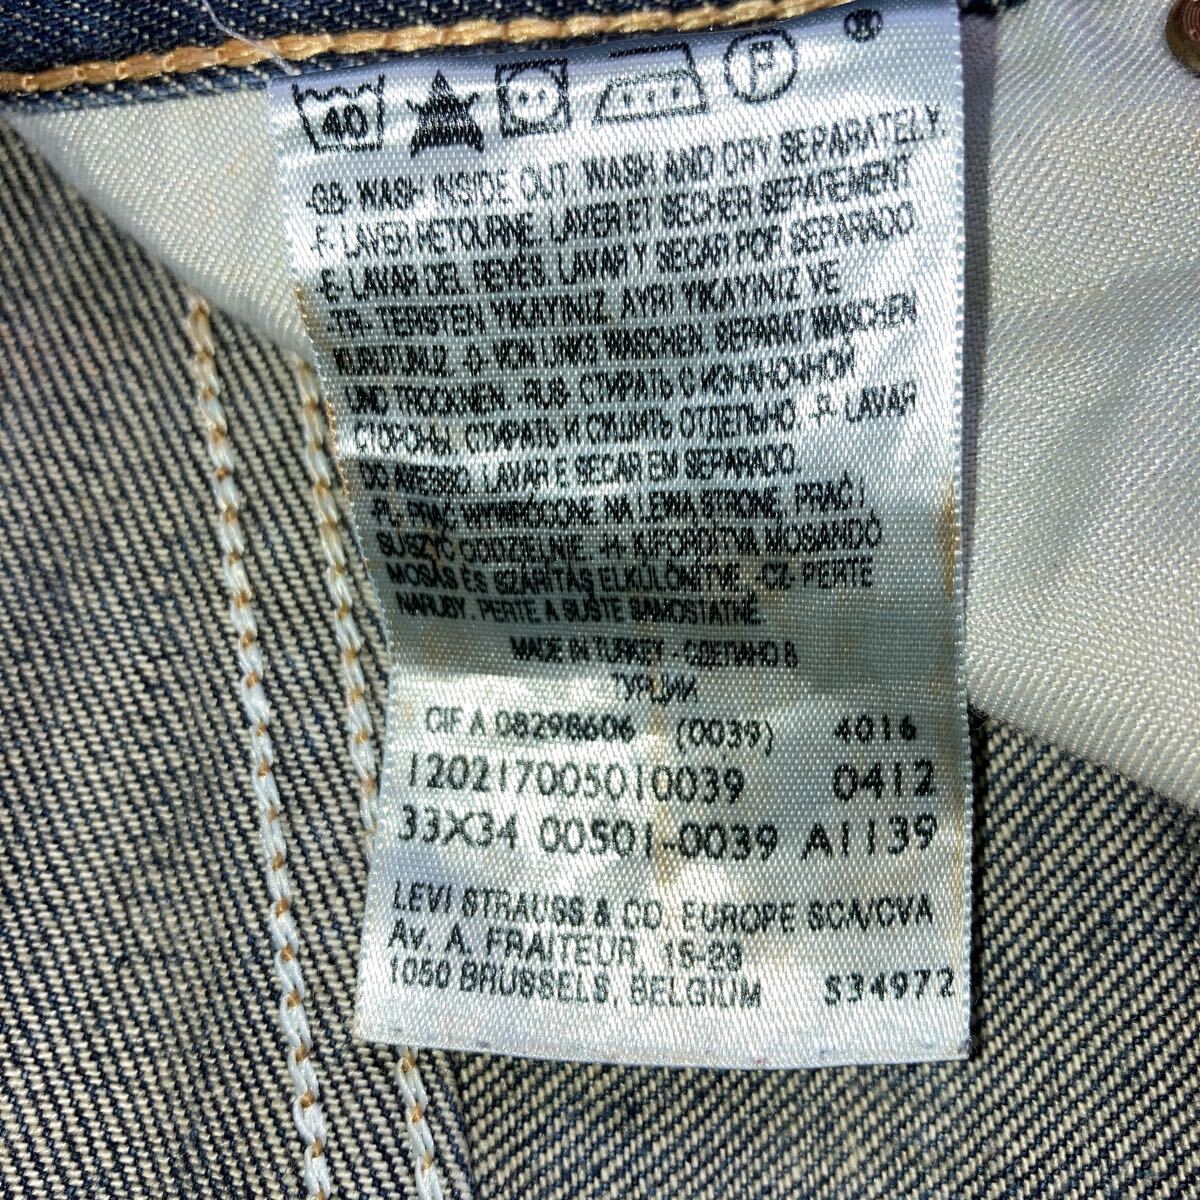 40 P ®
-GB- WASH INSIDE OUT. WASH AND DRY SEPARATELY.
-F- LAVER RETOURNE. LAVER ET SECHER SEPAREMENT
-E- LAVAR DEL REVÉS. LAVAR Y SECAR POR SEPARADO
-TR- TERSTEN YIKAYINIZ. AYRI YIKAYINIZ VE
KURUTUNUZ. -D- VON LINKS WASCHEN. SEPARAT WASCHEN
UND TROCKNEN. -RUS- СТИРАТЬ С ИЗНАНОЧНОЙ
СТОРОНЫ. СТИРАТЬ И СУШИТЬ ОТДЕЛЬНО. -P- LAVAR
DO AVESSO. LAVAR E SECAR EM SEPARADO.
-PL- PRAĆ WYWRÓCONE NA LEWĄ STRONĘ. PRAĆ I
SUSZYĆ ODDZIELNIE. -H- KIFORDÍTVA MOSANDÓ
MOSÁS ÉS SZÁRÍTÁS ELKÜLÖNÍTVE. -CZ- PERTE
NARUBY. PERTE A SUŠTE SAMOSTATNĚ.
MADE IN TURKEY - СДЕЛАНО В
ТУРЦИИ
CIF A 08298606 (0039) 4016
120217005010039 0412
33X34 00501-0039 A1139
LEVI STRAUSS & CO. EUROPE SCA/CVA
Av. A. FRAITEUR, 15-23
1050 BRUSSELS, BELGIUM S34972